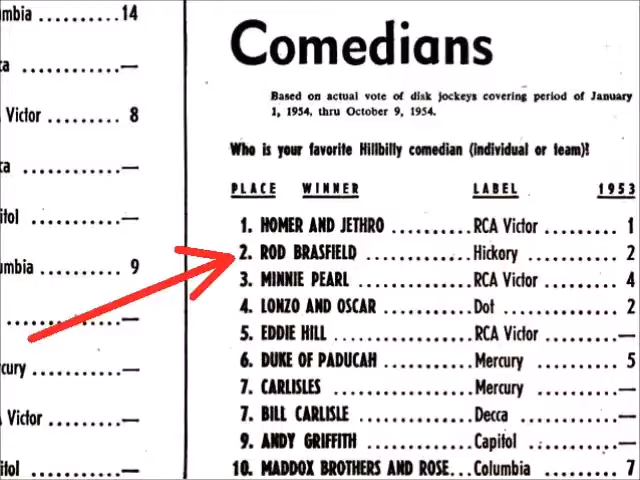 mbia ...........14
ca ............—
Victor ......... 8
ca ............—
itol ............—
mbia ........... 9
...............—
cury ............—
Victor .........—
itol ............—
Comedians
Based on actual vote of disk jockeys covering period of January
1, 1954, thru October 9, 1954.
Who is your favorite Hillbilly comedian (individual or team)?
PLACE WINNER LABEL 1953
1. HOMER AND JETHRO ..........RCA Victor ............ 1
2. ROD BRASFIELD .............Hickory ............... 2
3. MINNIE PEARL ..............RCA Victor ............ 4
4. LONZO AND OSCAR ...........Dot ................... 2
5. EDDIE HILL ................RCA Victor ............—
6. DUKE OF PADUCAH ...........Mercury ............... 5
7. CARLISLES .................Mercury ...............—
7. BILL CARLISLE .............Decca .................—
9. ANDY GRIFFITH .............Capitol ...............—
10. MADDOX BROTHERS AND ROSE...Columbia .............. 7